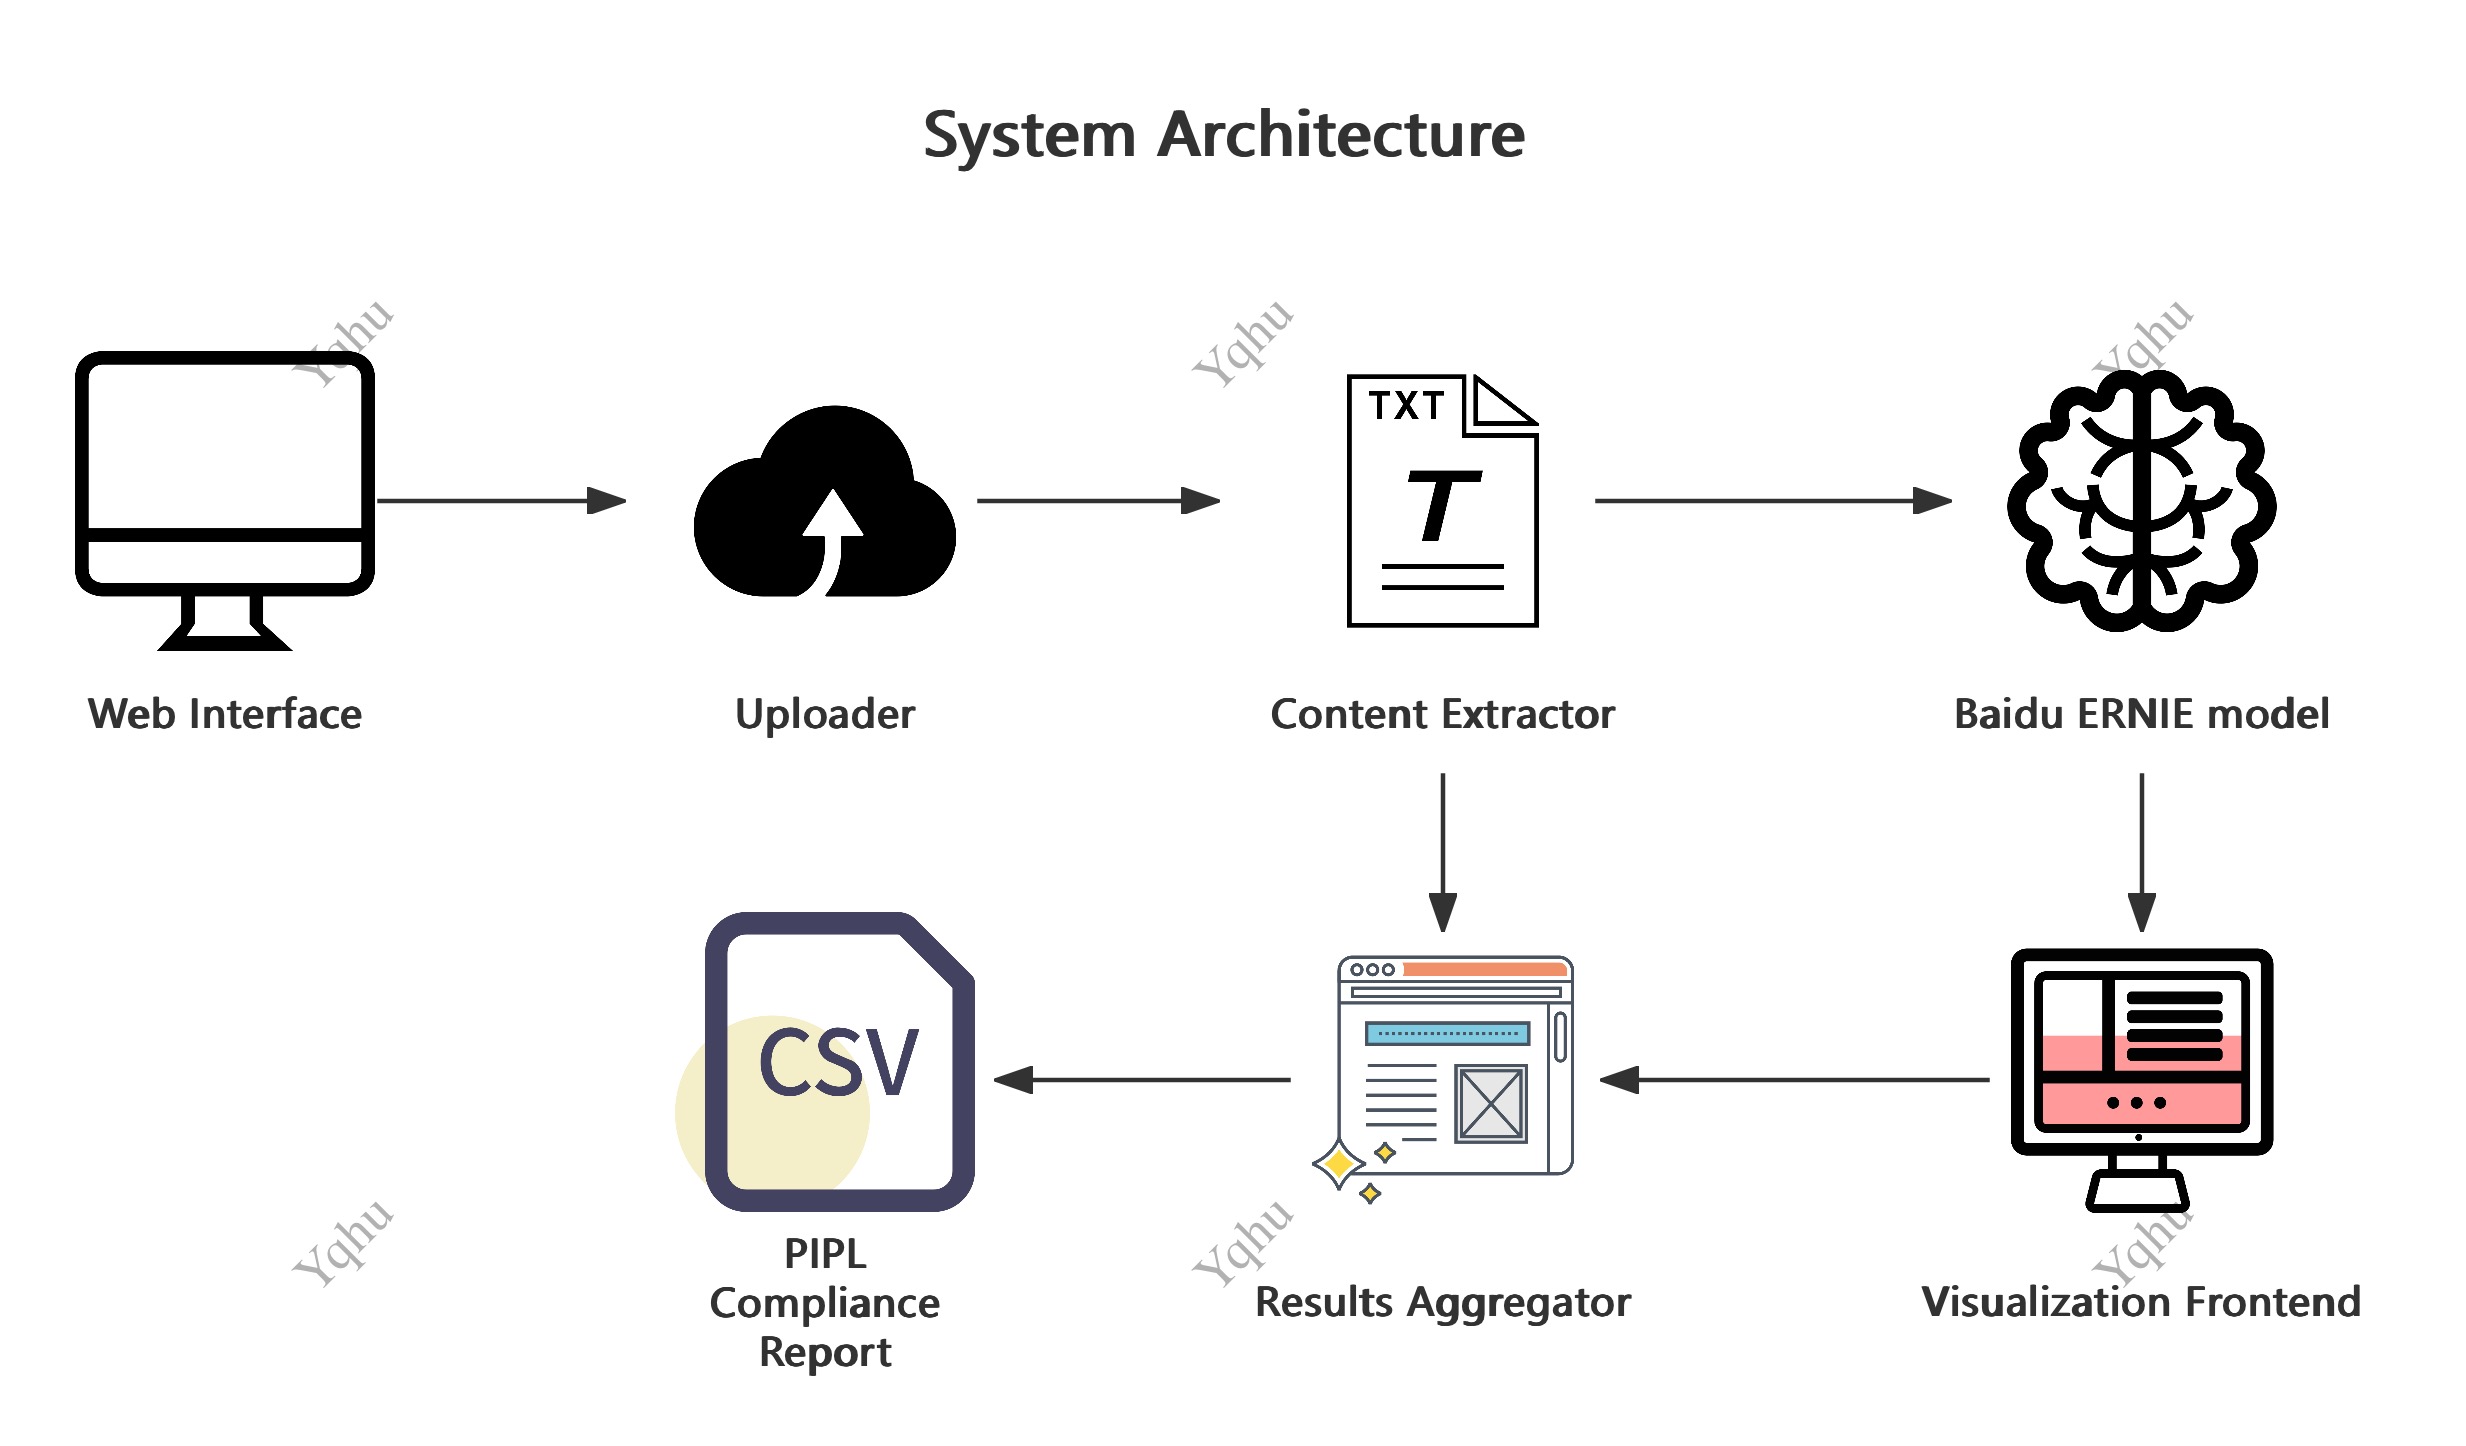 System Architecture
Yqhu
Yqhu
Yqhu
TXT
T
Web Interface
Uploader
Content Extractor
Baidu ERNIE model
CSV
Yqhu
Yqhu
Yqhu
PIPL
Compliance
Report
Results Aggregator
Visualization Frontend